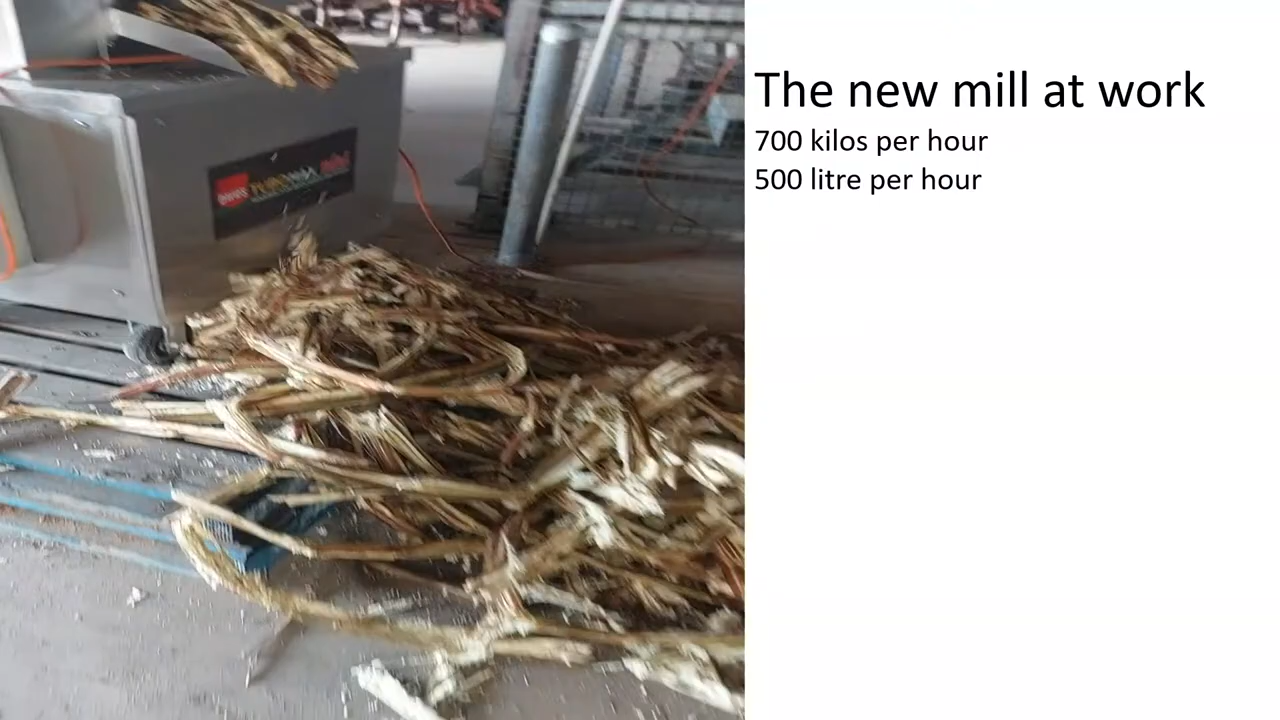 The new mill at work
700 kilos per hour
500 litre per hour